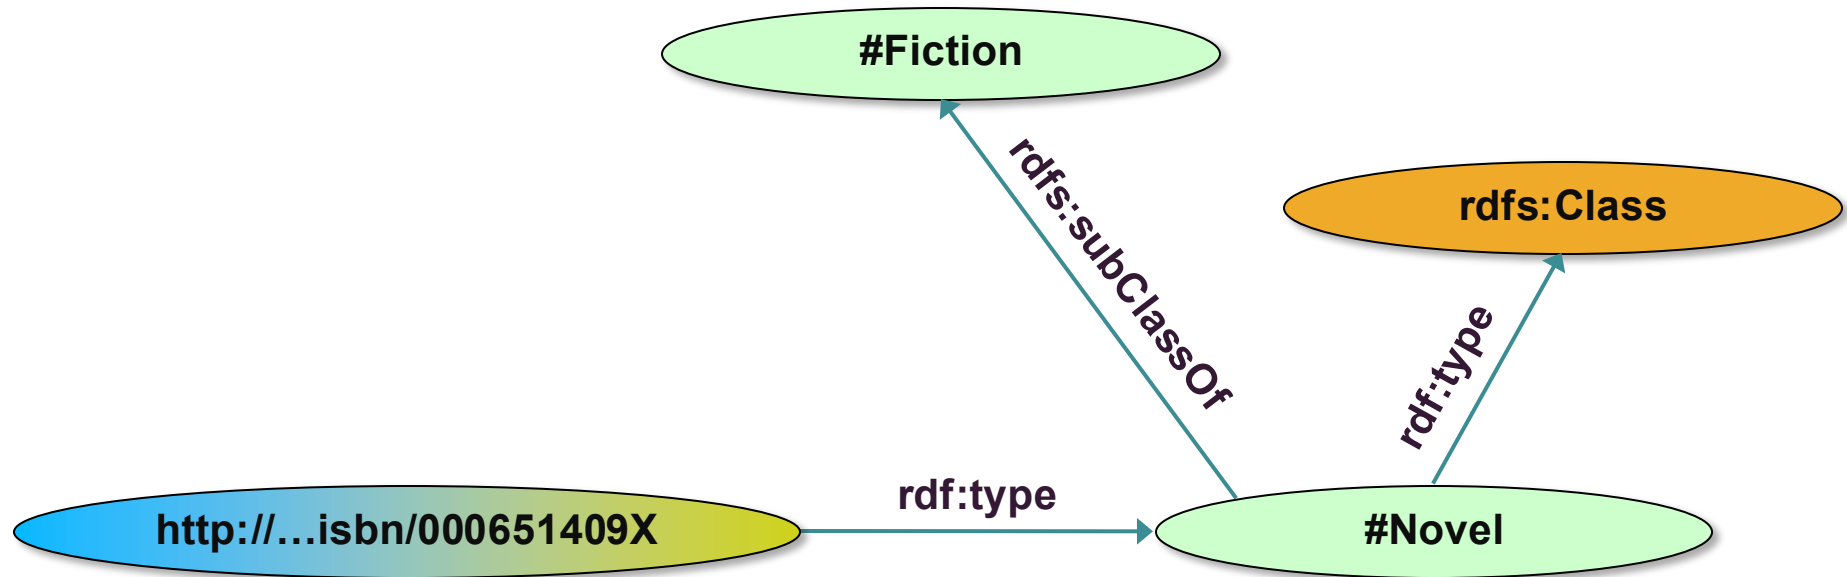 #Fiction
rdfs:subClassOf
rdfs:Class
rdf:type
rdf:type
http://...isbn/000651409X
#Novel